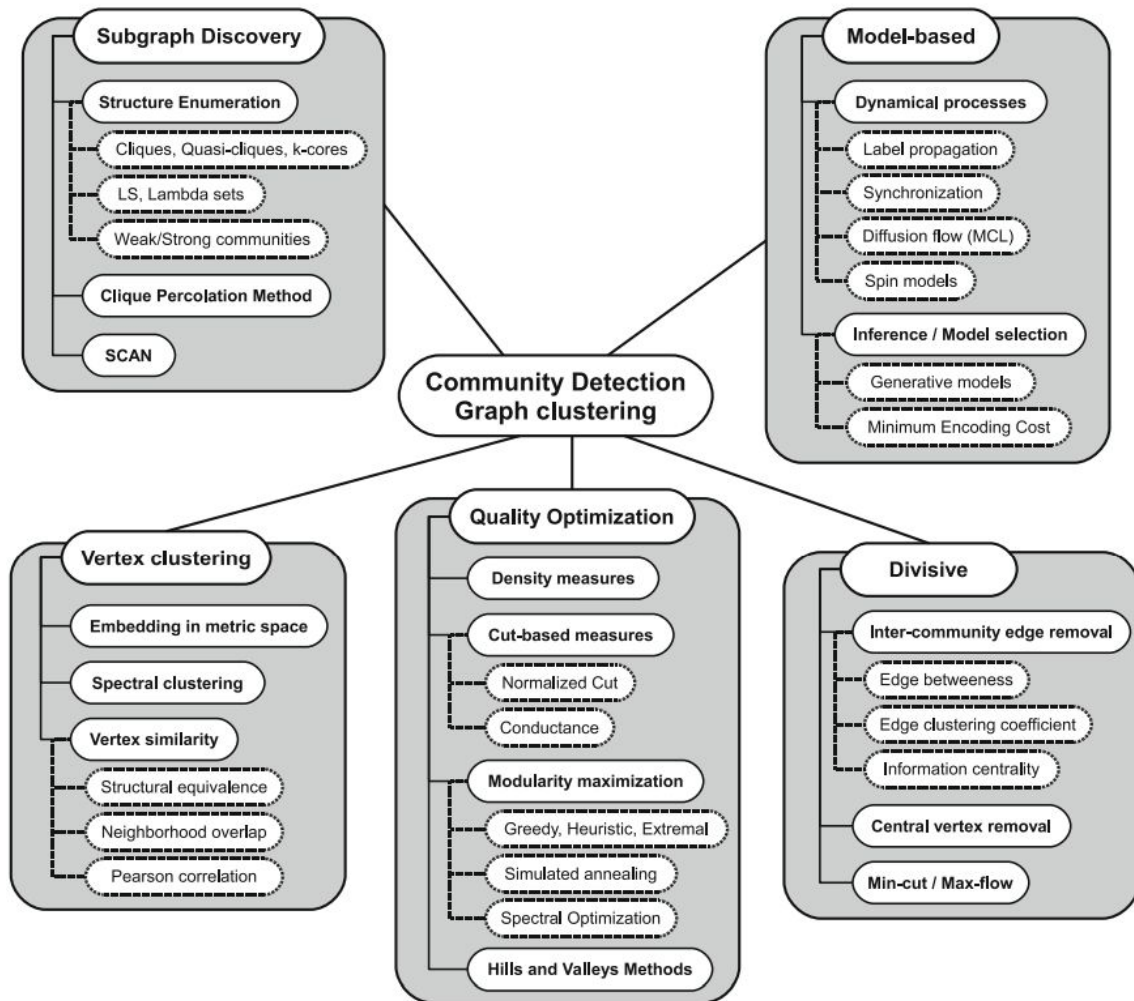 Subgraph Discovery
Structure Enumeration
Cliques, Quasi-cliques, k-cores
LS, Lambda sets
Weak/Strong communities
Clique Percolation Method
SCAN
Model-based
Dynamical processes
Label propagation
Synchronization
Diffusion flow (MCL)
Spin models
Inference / Model selection
Generative models
Minimum Encoding Cost
Community Detection
Graph clustering
Vertex clustering
Embedding in metric space
Spectral clustering
Vertex similarity
Structural equivalence
Neighborhood overlap
Pearson correlation
Quality Optimization
Density measures
Cut-based measures
Normalized Cut
Conductance
Modularity maximization
Greedy, Heuristic, Extremal
Simulated annealing
Spectral Optimization
Hills and Valleys Methods
Divisive
Inter-community edge removal
Edge betweeness
Edge clustering coefficient
Information centrality
Central vertex removal
Min-cut / Max-flow